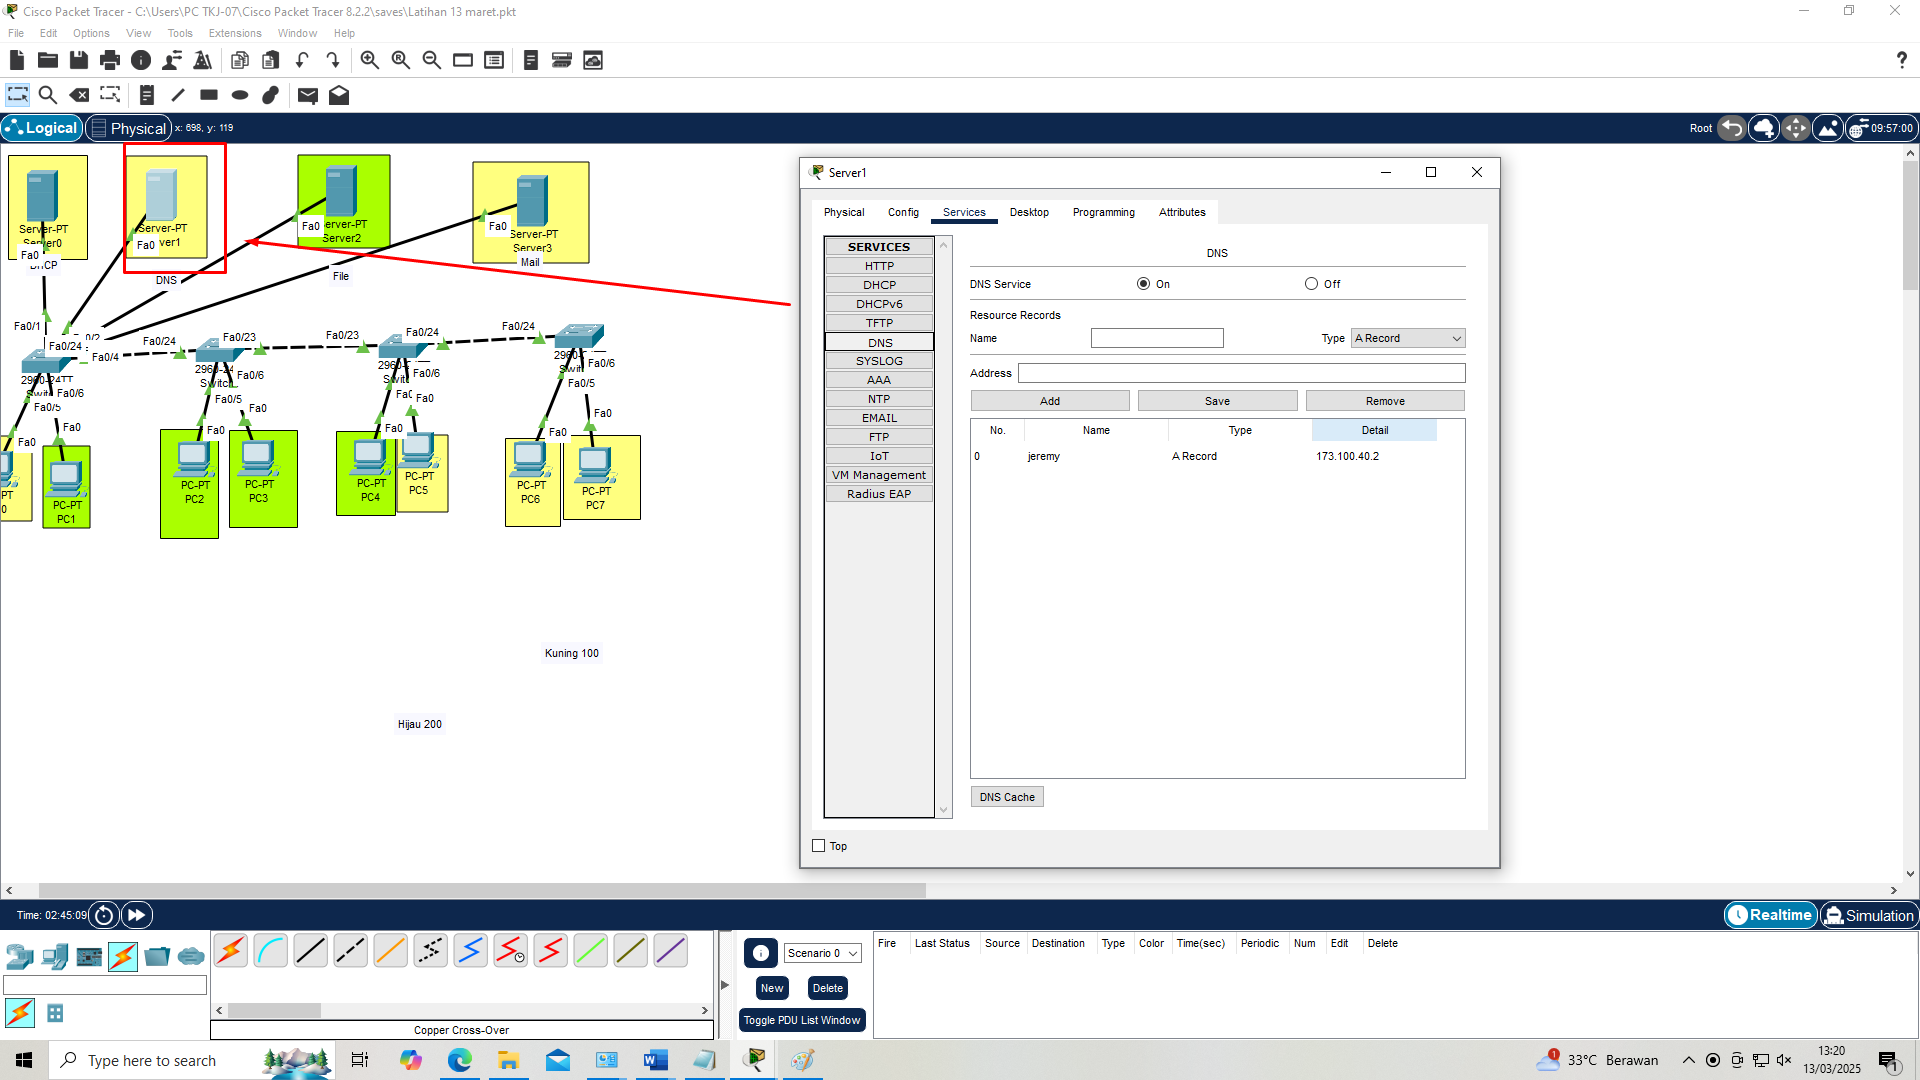 Cisco Packet Tracer - C:\Users\PC TKJ-07\Cisco Packet Tracer 8.2.2\saves\Latihan 13 maret.pkt
File Edit Options View Tools Extensions Window Help
Logical Physical x: 698, y: 119
Root 09:57:00
Server-PT
Server0
Fa0
DHCP
Server-PT
Fa0
DNS
Server-PT
Server2
Fa0
File
Server-PT
Server3
Fa0
Mail
Fa0/1
Fa0/24
Fa0/4
Fa0/24
Fa0/23
Fa0/23
Fa0/24
Fa0/24
Fa0/6
Fa0/5
Fa0/6
Fa0/5
Fa0/6
Fa0/6
Fa0/5
Fa0
Fa0
Fa0
Fa0
Fa0
Fa0
Fa0
Fa0
PC-PT
PC1
PC-PT
PC2
PC-PT
PC3
PC-PT
PC4
PC-PT
PC5
PC-PT
PC6
PC-PT
PC7
Kuning 100
Hijau 200
Server1
Physical Config Services Desktop Programming Attributes
SERVICES
HTTP
DHCP
DHCPv6
TFTP
DNS
SYSLOG
AAA
NTP
EMAIL
FTP
IoT
VM Management
Radius EAP
DNS
DNS Service On Off
Resource Records
Name Type A Record
Address
Add Save Remove
No. Name Type Detail
0 jeremy A Record 173.100.40.2
DNS Cache
Top
Time: 02:45:09
Realtime Simulation
Copper Cross-Over
Scenario 0
New Delete
Toggle PDU List Window
Fire Last Status Source Destination Type Color Time(sec) Periodic Num Edit Delete
Type here to search
33°C Berawan
13:20
13/03/2025